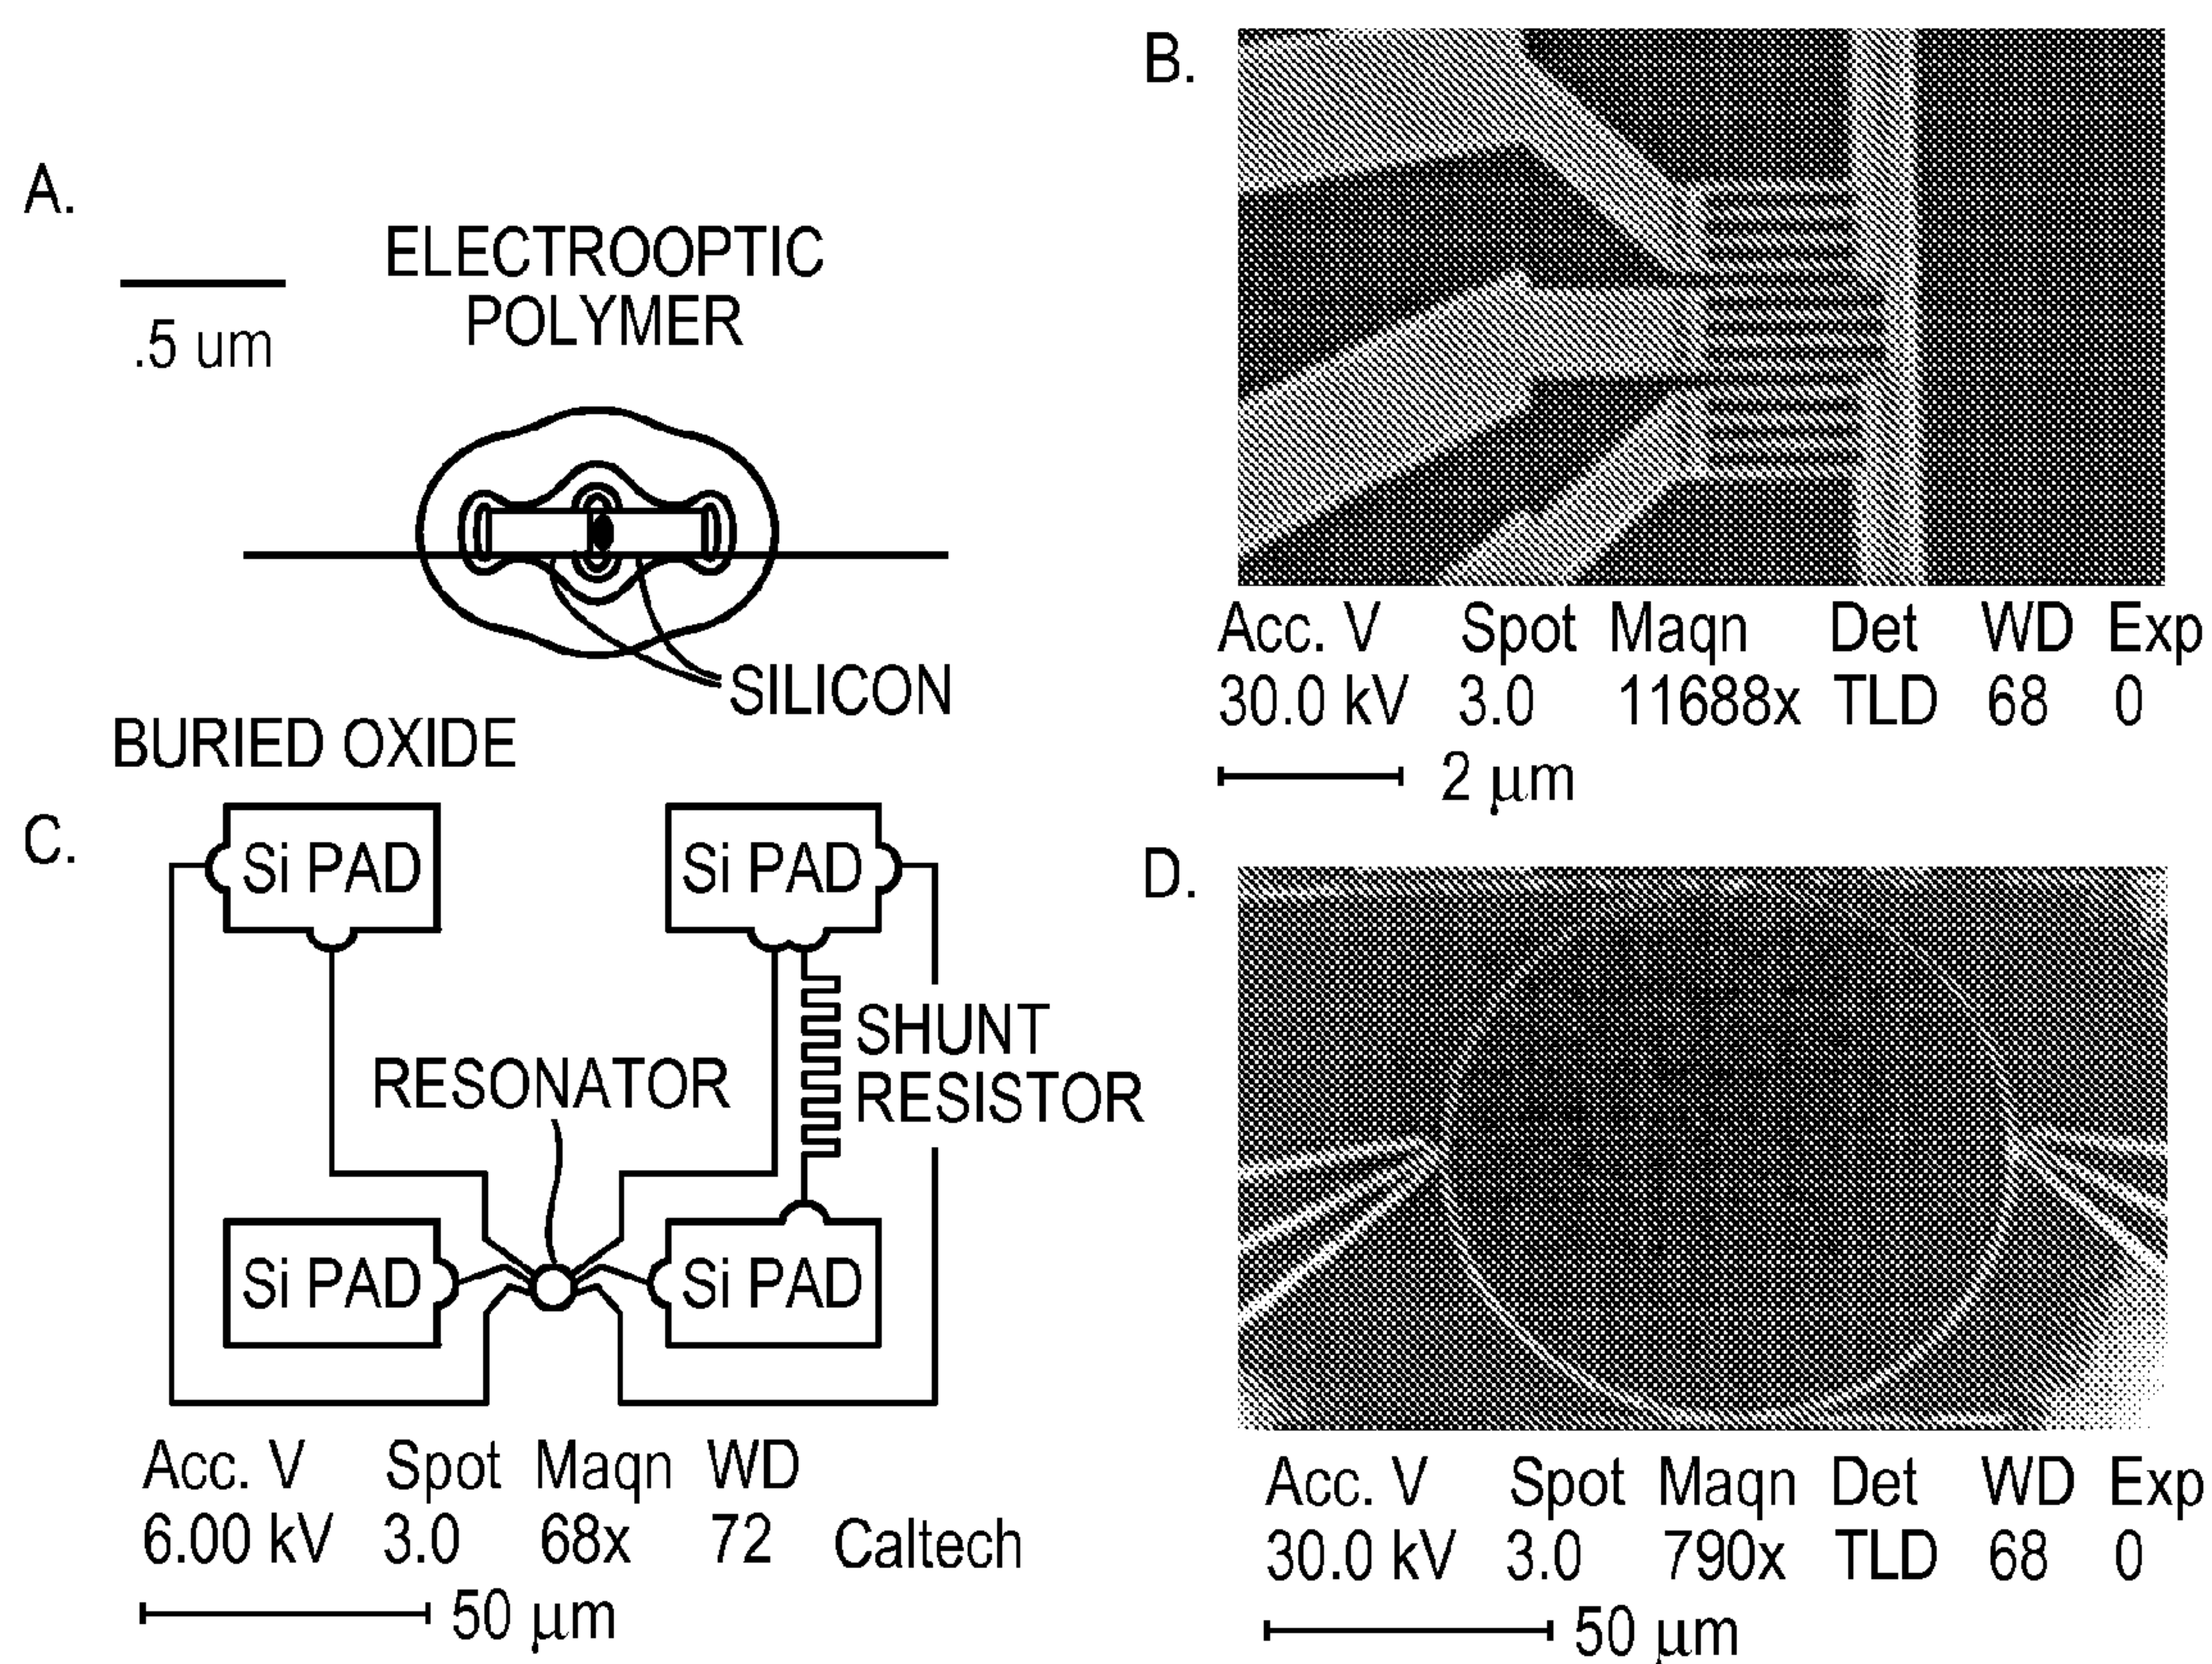 A.
.5 um
ELECTROOPTIC
POLYMER
SILICON
BURIED OXIDE
B.
Acc. V Spot Maqn Det WD Exp
30.0 kV 3.0 11688x TLD 68 0
2 μm
C.
Si PAD Si PAD
SHUNT
RESISTOR
RESONATOR
Si PAD Si PAD
Acc. V Spot Maqn WD
6.00 kV 3.0 68x 72 Caltech
50 μm
D.
Acc. V Spot Maqn Det WD Exp
30.0 kV 3.0 790x TLD 68 0
50 μm